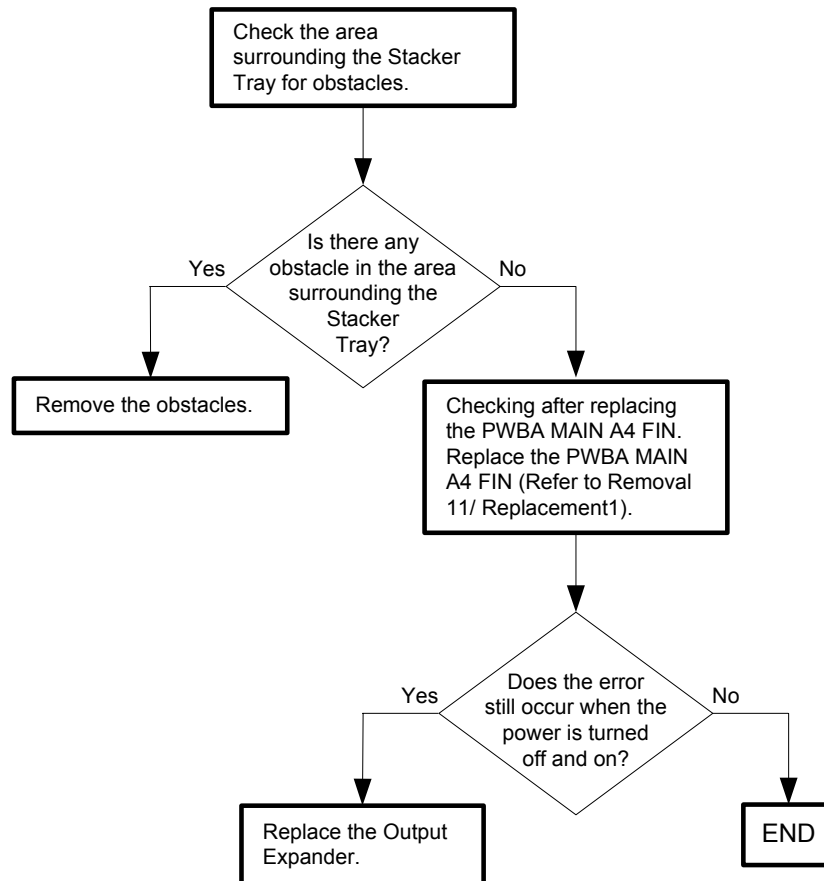 Check the area
surrounding the Stacker
Tray for obstacles.
Is there any
obstacle in the area
surrounding the
Stacker
Tray?
Yes
No
Remove the obstacles.
Checking after replacing
the PWBA MAIN A4 FIN.
Replace the PWBA MAIN
A4 FIN (Refer to Removal
11/ Replacement1).
Does the error
still occur when the
power is turned
off and on?
Yes
No
Replace the Output
Expander.
END